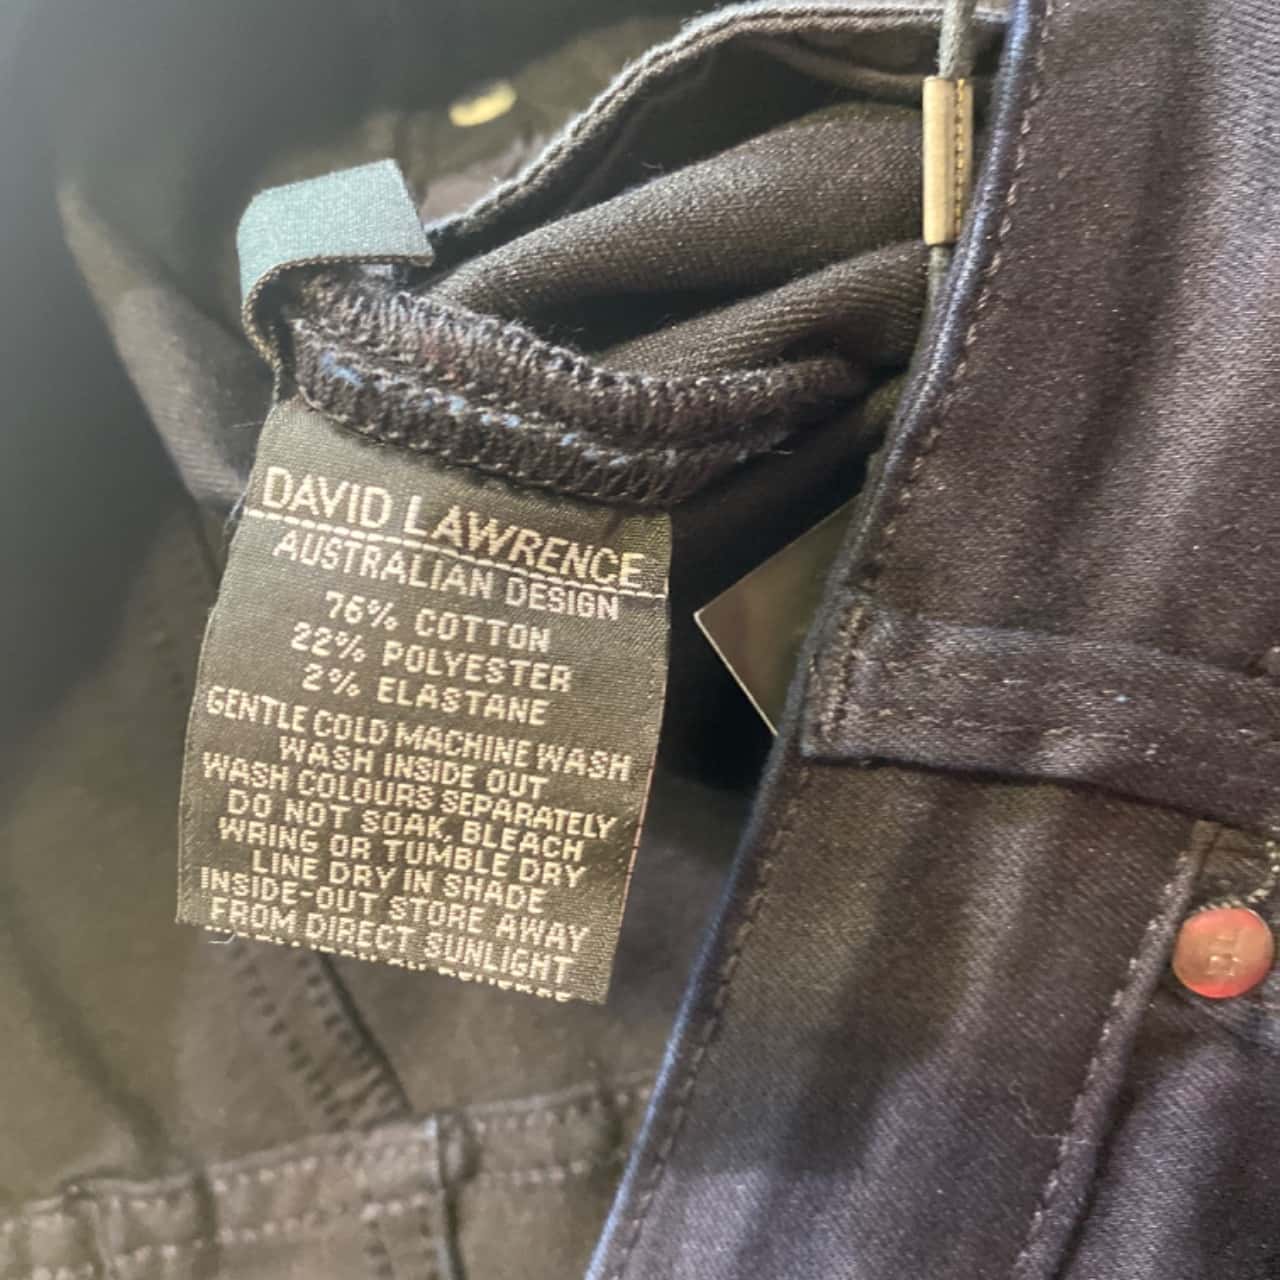 DAVID LAWRENCE
AUSTRALIAN DESIGN
76% COTTON
22% POLYESTER
2% ELASTANE
GENTLE COLD MACHINE WASH
WASH INSIDE OUT
WASH COLOURS SEPARATELY
DO NOT SOAK, BLEACH
WRING OR TUMBLE DRY
LINE DRY IN SHADE
INSIDE-OUT STORE AWAY
FROM DIRECT SUNLIGHT